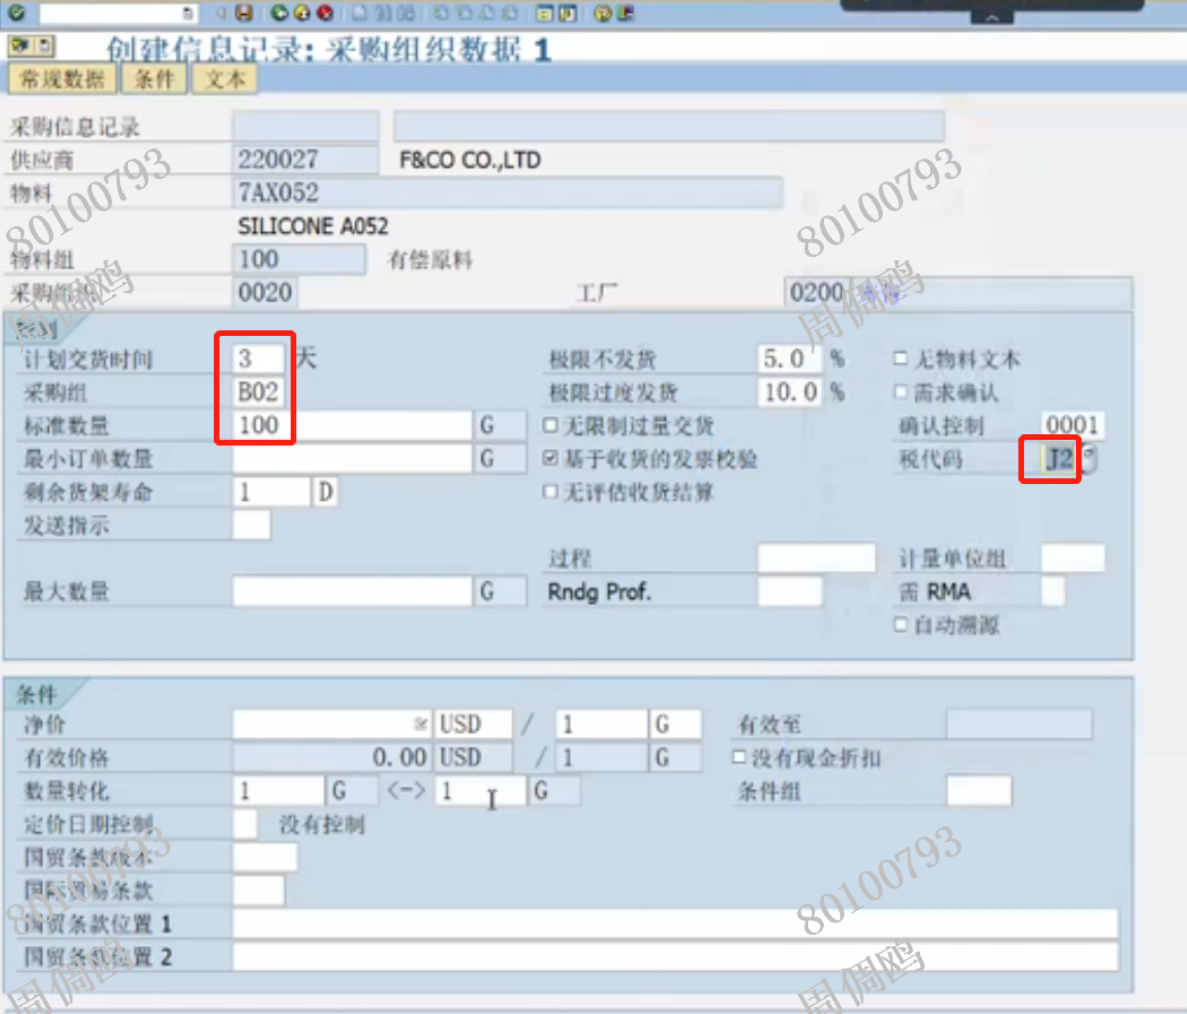 创建信息记录: 采购组织数据 1
常规数据 条件 文本
采购信息记录
供应商 220027 F&CO CO.,LTD
物料 7AX052
SILICONE A052
物料组 100 有偿原料
采购组织 0020 工厂 0200
控制
计划交货时间 3 天 极限不发货 5.0 % 无物料文本
采购组 B02 极限过度发货 10.0 % 需求确认
标准数量 100 G 无限制过量交货 确认控制 0001
最小订单数量 G 基于收货的发票校验 税代码 J2
剩余货架寿命 1 D 无评估收货结算
发送指示
过程 计量单位组
最大数量 G Rndg Prof. 需 RMA
自动溯源
条件
净价 USD / 1 G 有效至
有效价格 0.00 USD / 1 G 没有现金折扣
数量转化 1 G <-> 1 G 条件组
定价日期控制 没有控制
国贸条款版本
国际贸易条款
国贸条款位置 1
国贸条款位置 2
80100793
周倜鸥
80100793
周倜鸥
80100793
周倜鸥
80100793
周倜鸥